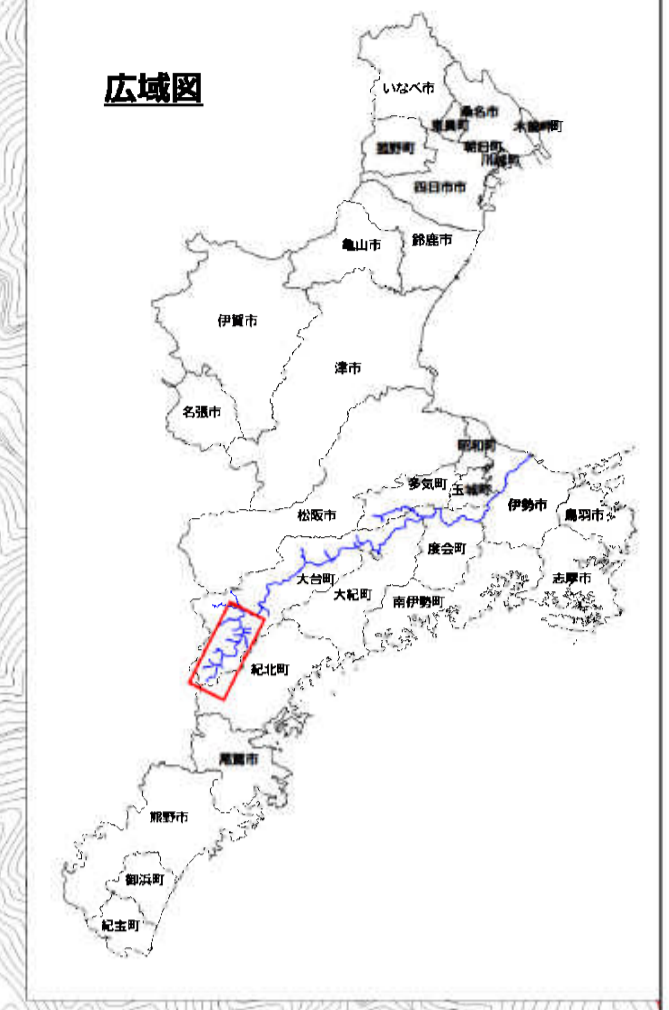 広域図
いなべ市
桑名市
東員町
木曽岬町
菰野町
朝日町
川越町
四日市市
鈴鹿市
亀山市
伊賀市
津市
名張市
明和町
多気町
玉城町
松阪市
伊勢市
鳥羽市
度会町
大台町
志摩市
大紀町
南伊勢町
紀北町
尾鷲市
熊野市
御浜町
紀宝町